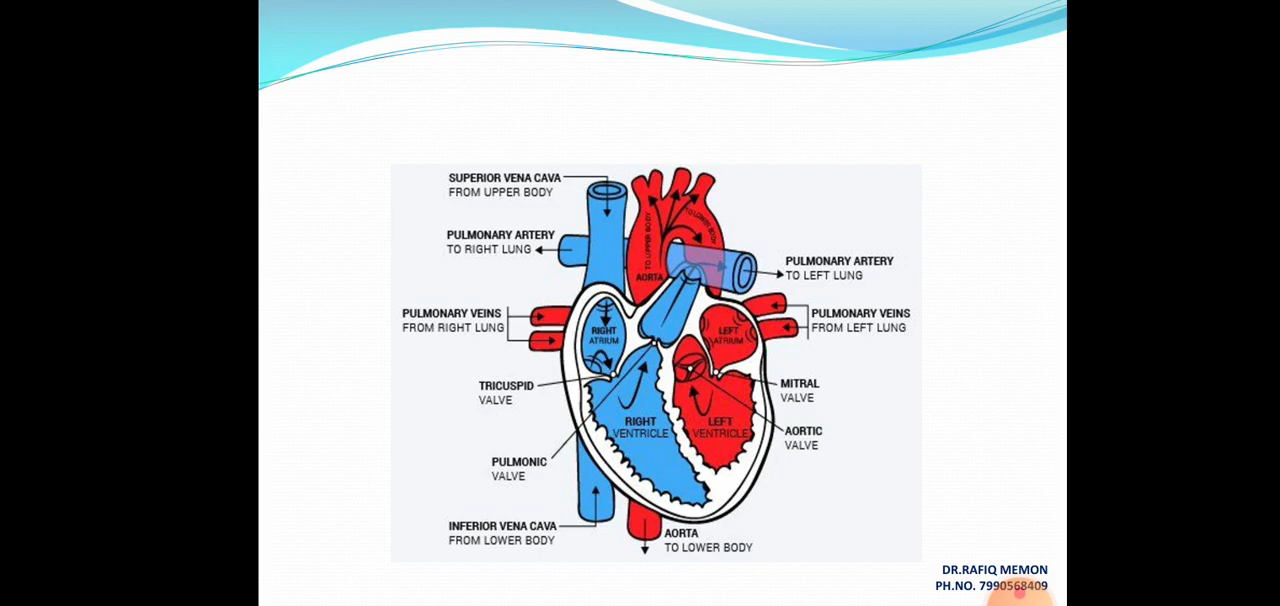 SUPERIOR VENA CAVA
FROM UPPER BODY
PULMONARY ARTERY
TO RIGHT LUNG
PULMONARY VEINS
FROM RIGHT LUNG
TRICUSPID
VALVE
PULMONIC
VALVE
INFERIOR VENA CAVA
FROM LOWER BODY
TO UPPER BODY
TO LOWER BODY
AORTA
RIGHT
ATRIUM
LEFT
ATRIUM
RIGHT
VENTRICLE
LEFT
VENTRICLE
PULMONARY ARTERY
TO LEFT LUNG
PULMONARY VEINS
FROM LEFT LUNG
MITRAL
VALVE
AORTIC
VALVE
AORTA
TO LOWER BODY
DR.RAFIQ MEMON
PH.NO. 7990568409